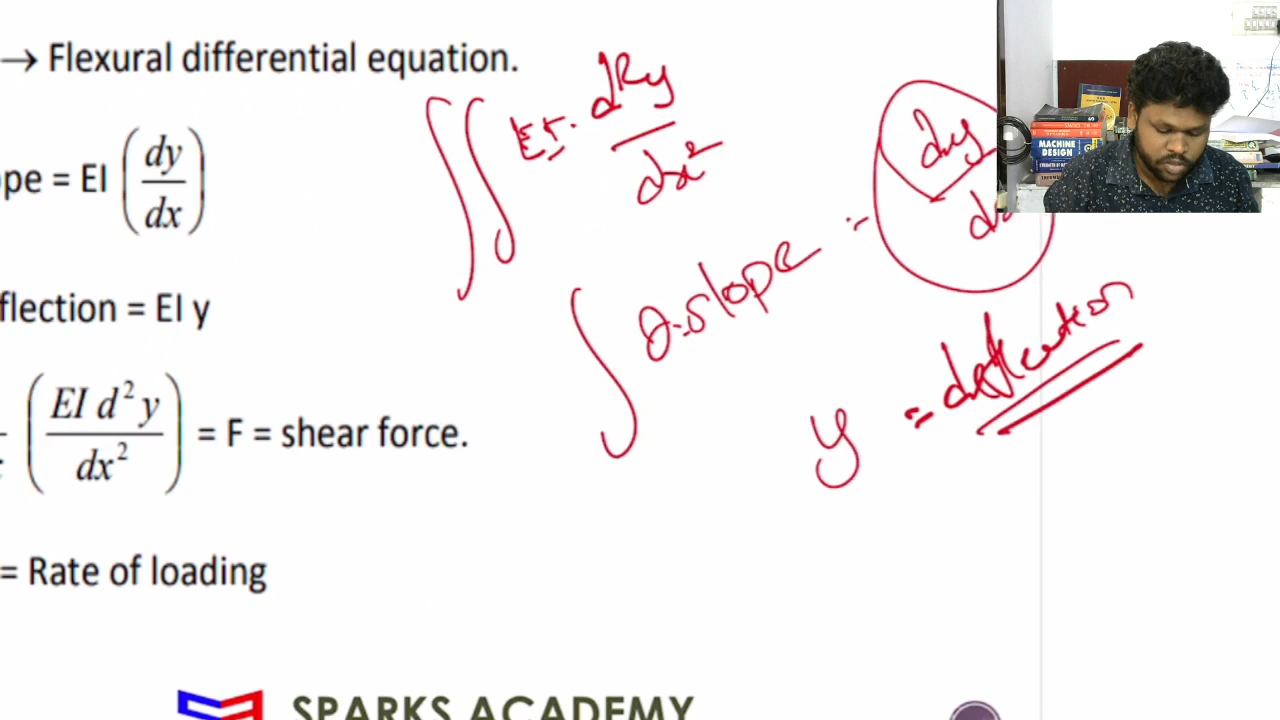 → Flexural differential equation.
∬ EI. d²y/dx²
pe = EI (dy/dx)
dy
∫ θ = slope =
flection = EI y
y = deflection
(EI d²y/dx²) = F = shear force.
= Rate of loading
SPARKS ACADEMY
MACHINE DESIGN